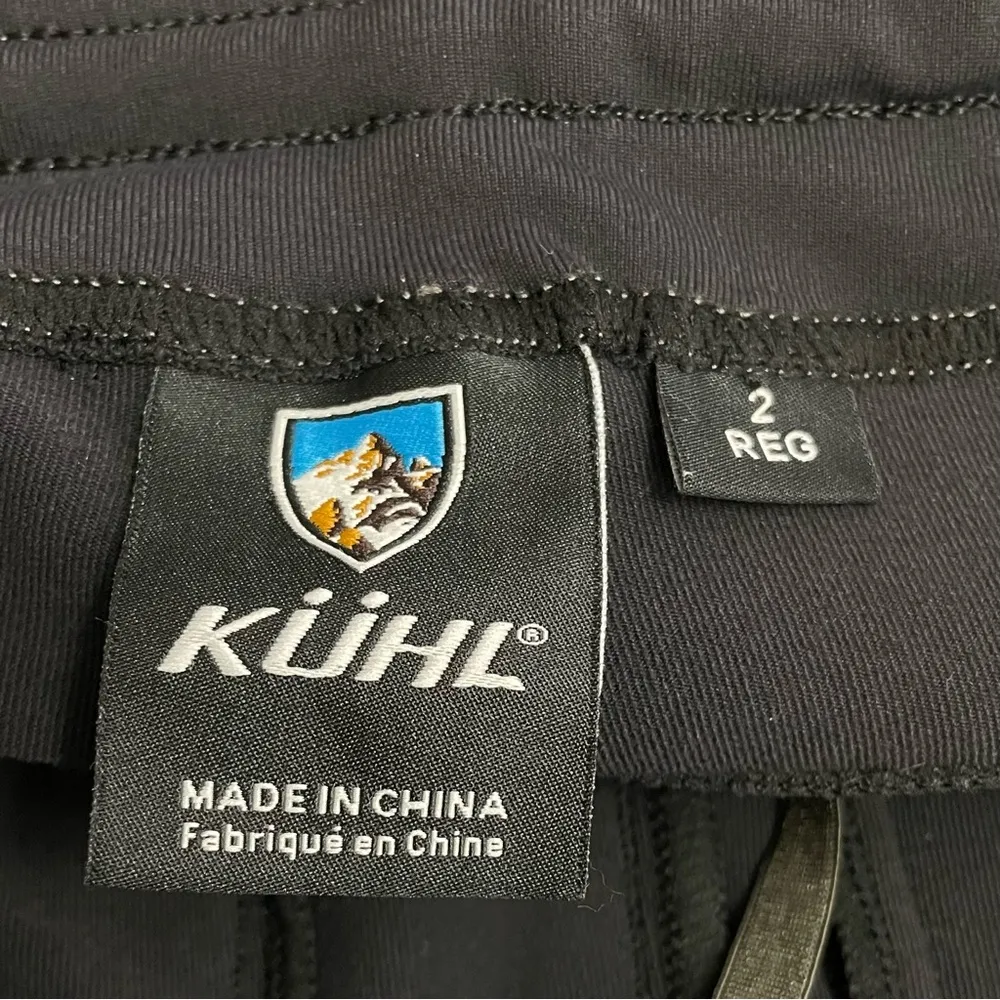 KÜHL®
MADE IN CHINA
Fabriqué en Chine
2
REG